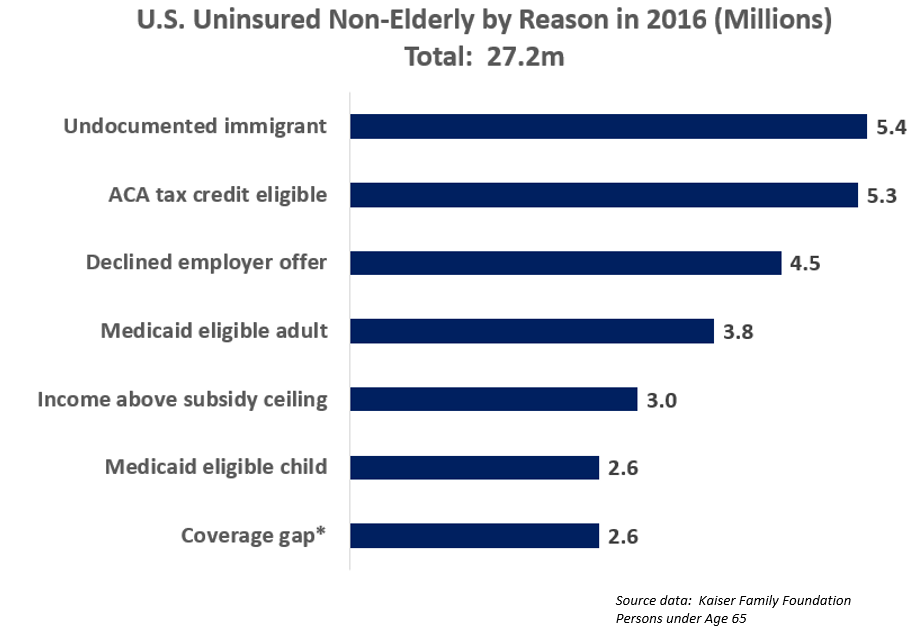 U.S. Uninsured Non-Elderly by Reason in 2016 (Millions)
Total:  27.2m
Undocumented immigrant 5.4
ACA tax credit eligible 5.3
Declined employer offer 4.5
Medicaid eligible adult 3.8
Income above subsidy ceiling 3.0
Medicaid eligible child 2.6
Coverage gap* 2.6
Source data:  Kaiser Family Foundation
Persons under Age 65